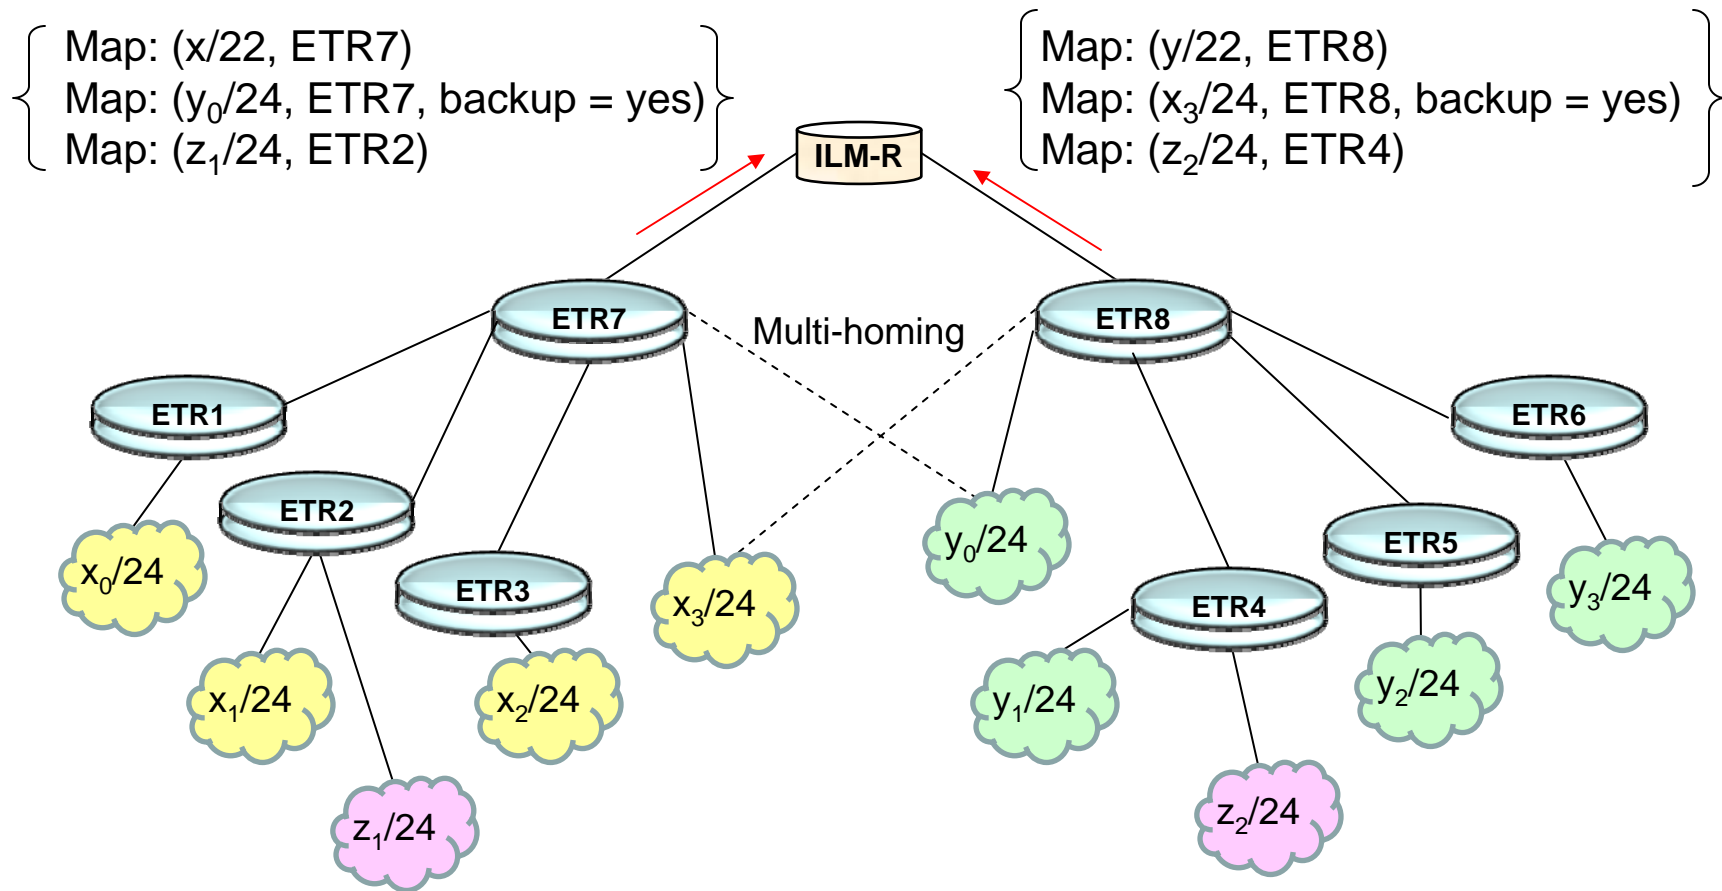 Map: (x/22, ETR7)
Map: (y₀/24, ETR7, backup = yes)
Map: (z₁/24, ETR2)
Map: (y/22, ETR8)
Map: (x₃/24, ETR8, backup = yes)
Map: (z₂/24, ETR4)
ILM-R
ETR7
Multi-homing
ETR8
ETR1
ETR6
ETR2
ETR5
ETR3
ETR4
x₀/24
y₀/24
x₃/24
y₃/24
x₁/24
x₂/24
y₁/24
y₂/24
z₁/24
z₂/24